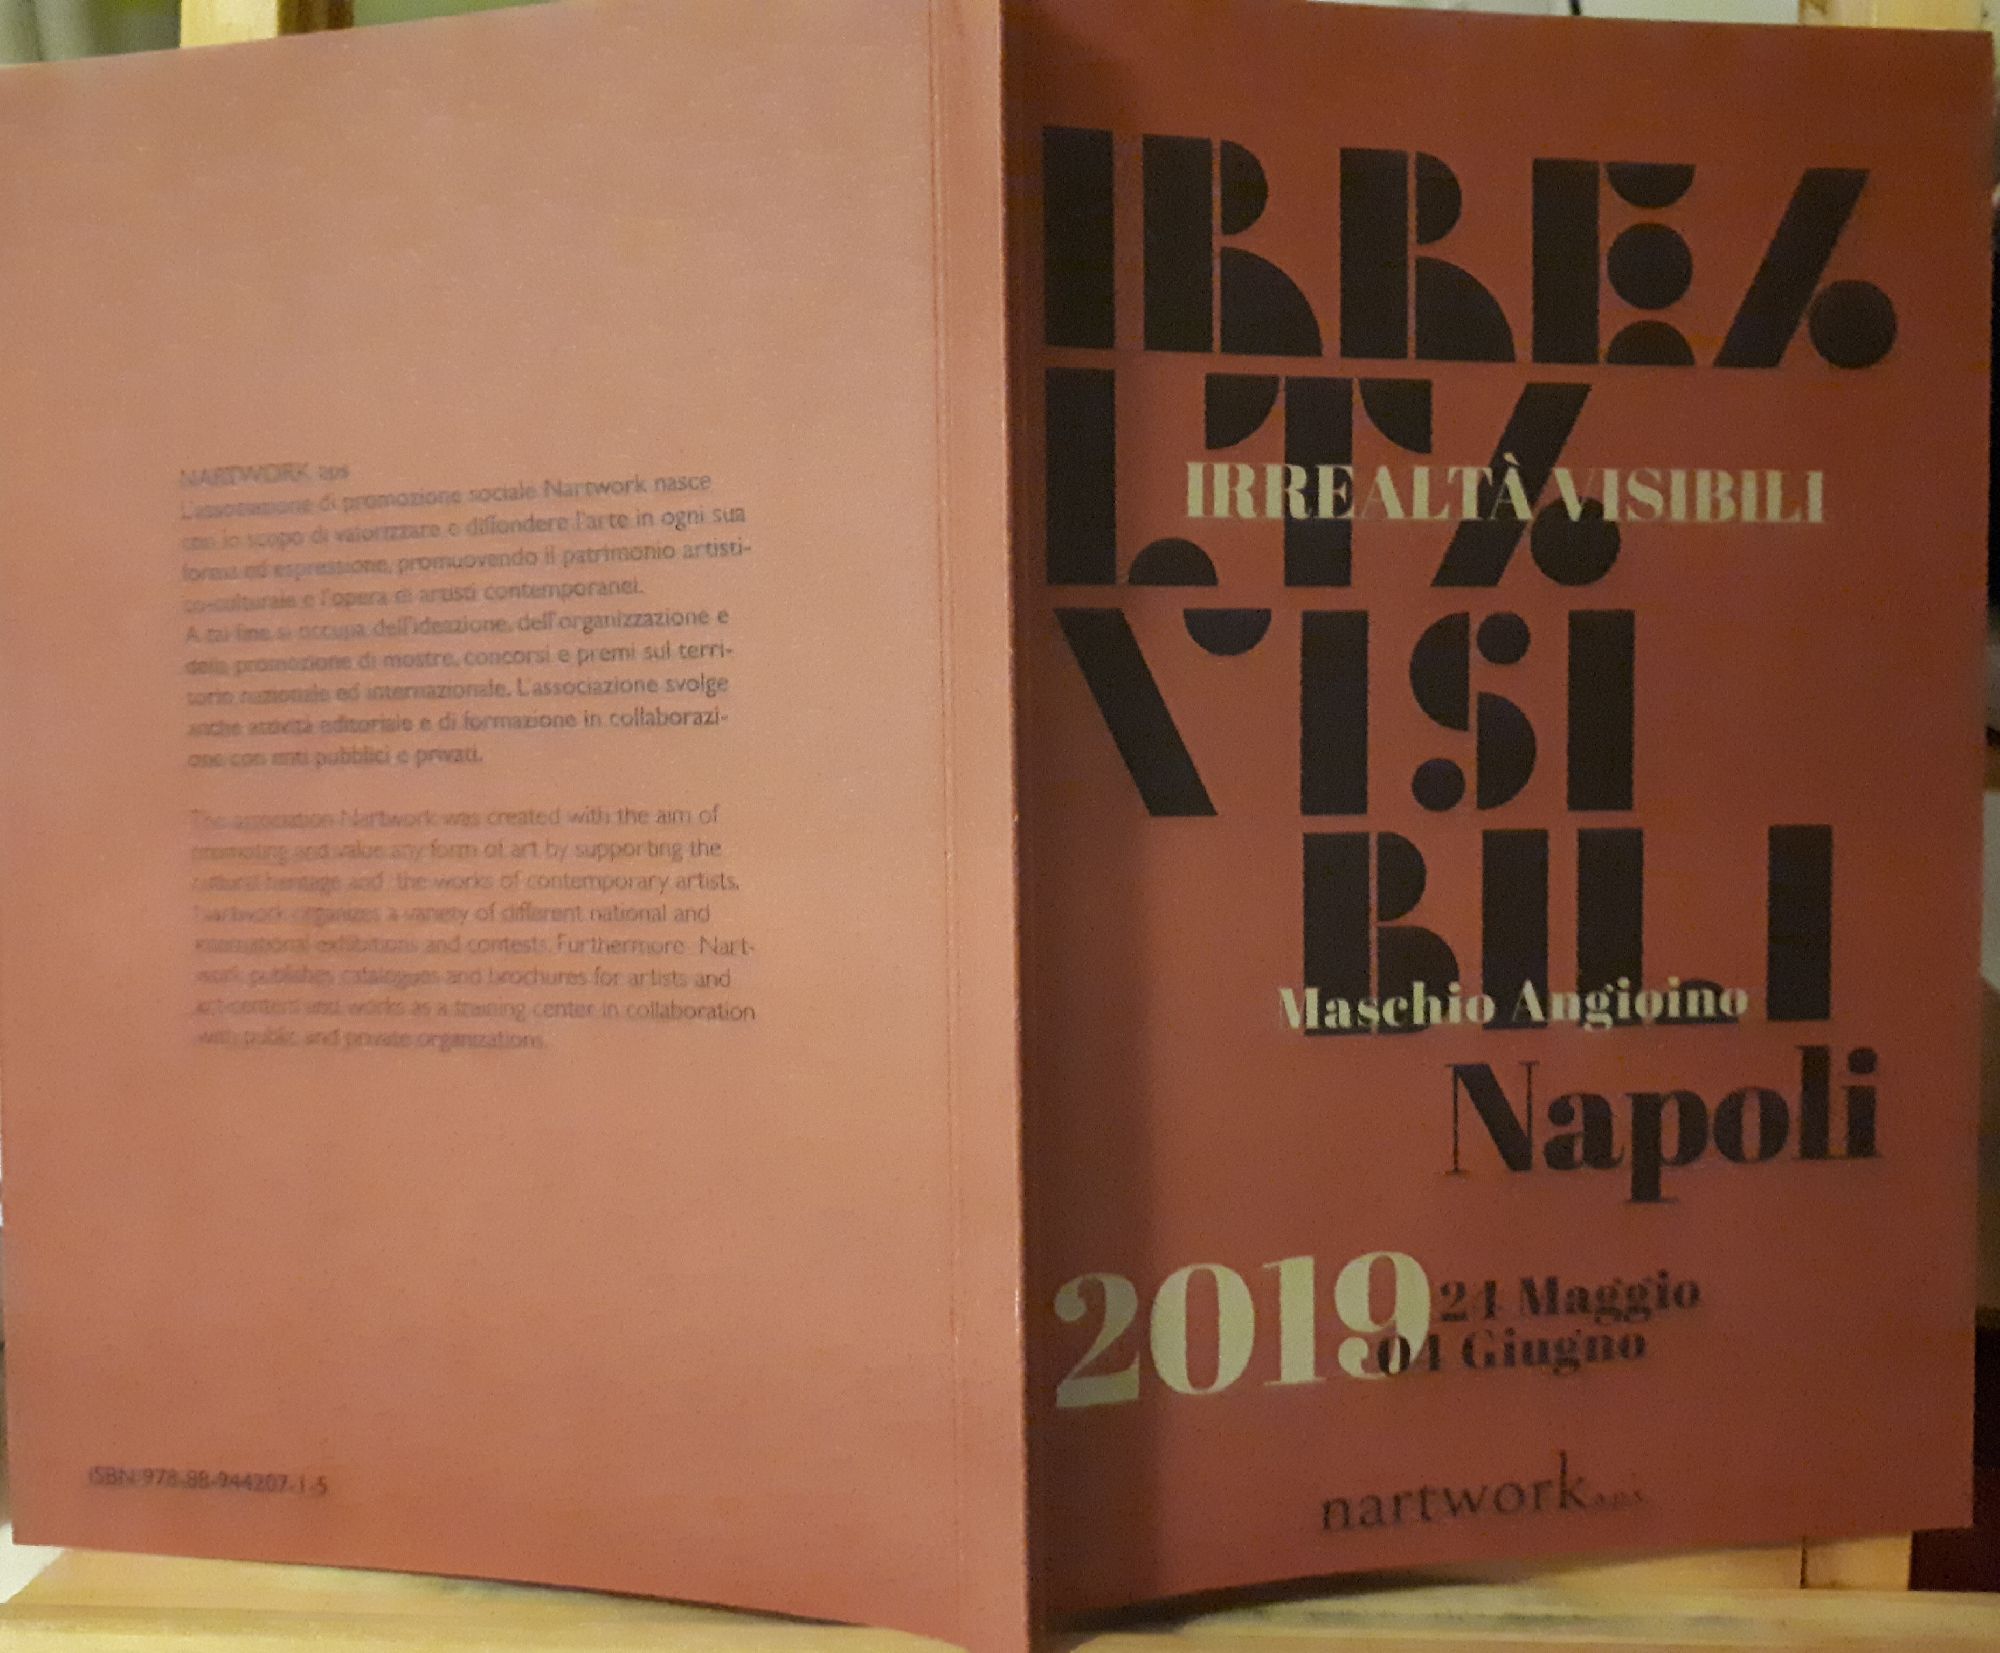 NARTWORK aps
L'associazione di promozione sociale Nartwork nasce
con lo scopo di valorizzare e diffondere l'arte in ogni sua
forma ed espressione, promuovendo il patrimonio artisti-
co-culturale e l'opera di artisti contemporanei.
A tal fine si occupa dell'ideazione, dell'organizzazione e
della promozione di mostre, concorsi e premi sul terri-
torio nazionale ed internazionale. L'associazione svolge
anche attività editoriale e di formazione in collaborazi-
one con enti pubblici e privati.
The association Nartwork was created with the aim of
promoting and value any form of art by supporting the
cultural heritage and the works of contemporary artists.
Nartwork organizes a variety of different national and
international exhibitions and contests. Furthermore Nart-
work publishes catalogues and brochures for artists and
art-centers and works as a training center in collaboration
with public and private organizations.
ISBN 978-88-944207-1-5
IRREA
LTA
VISI
BILI
IRREALTÀ VISIBILI
Maschio Angioino
Napoli
2019
24 Maggio
04 Giugno
nartwork a.p.s.